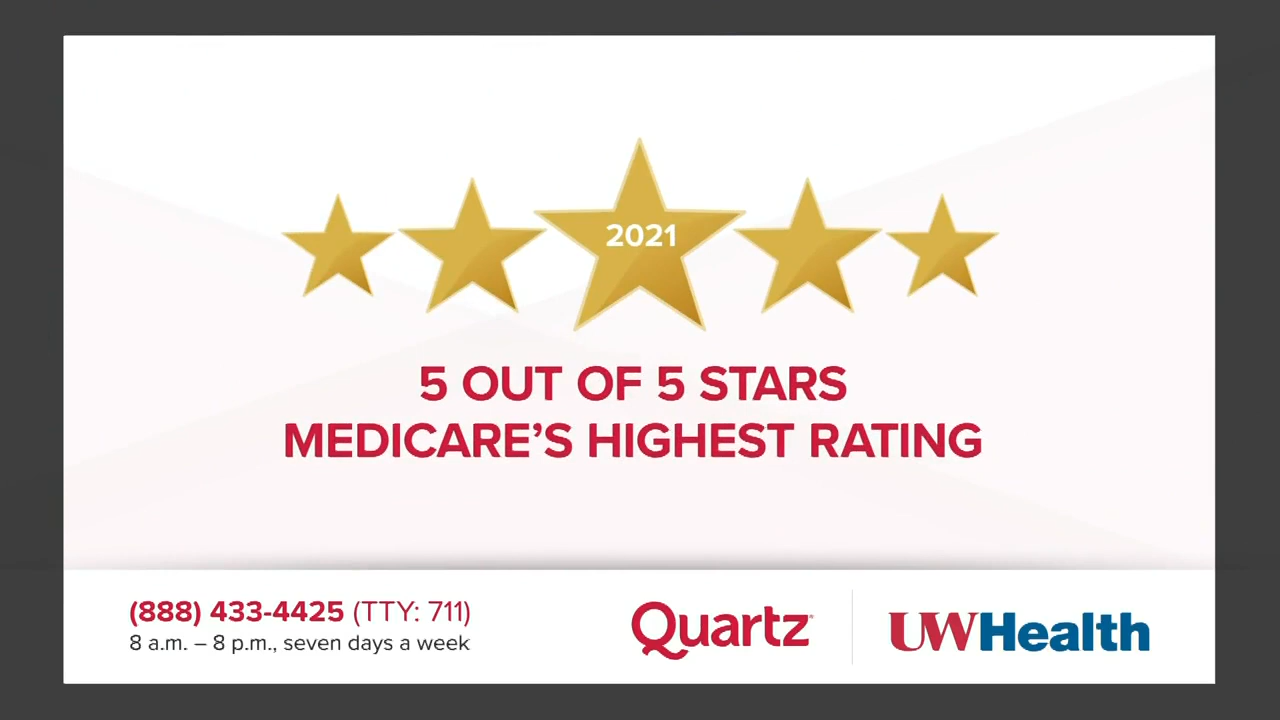 2021
5 OUT OF 5 STARS
MEDICARE’S HIGHEST RATING
(888) 433-4425 (TTY: 711)
8 a.m. – 8 p.m., seven days a week
Quartz®
UWHealth